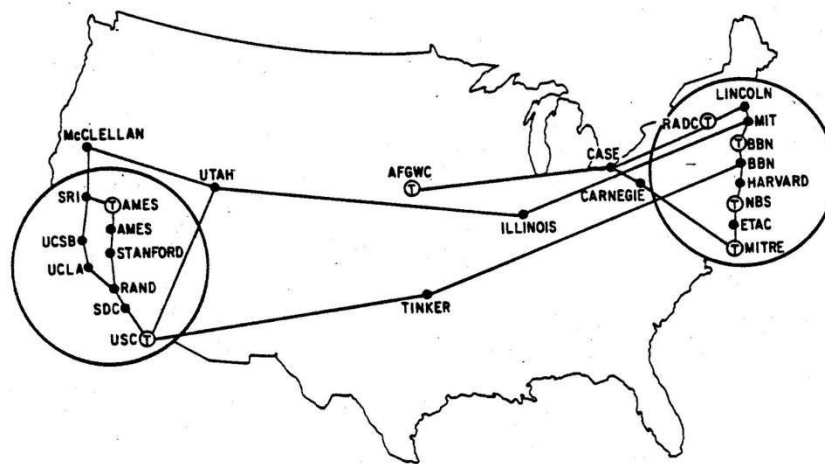 LINCOLN
RADC T
MIT
McCLELLAN
T BBN
UTAH
AFGWC
T
CASE
BBN
SRI
T AMES
CARNEGIE
HARVARD
T NBS
AMES
ILLINOIS
ETAC
UCSB
STANFORD
T MITRE
UCLA
RAND
SDC
TINKER
USC T